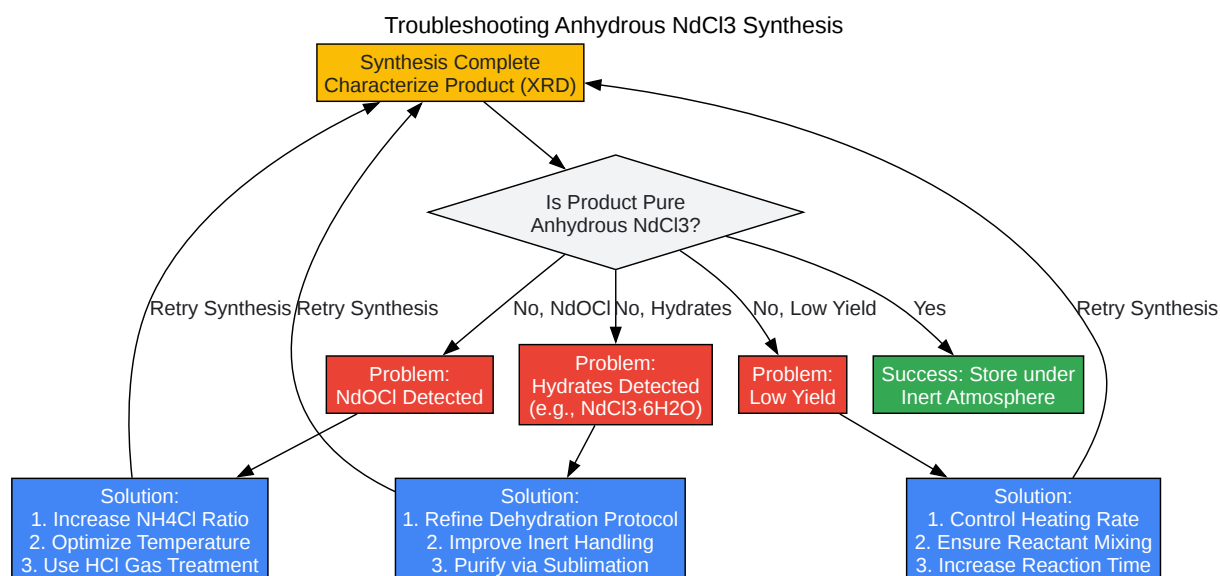 Troubleshooting Anhydrous NdCl3 Synthesis
Synthesis Complete
Characterize Product (XRD)
Is Product Pure
Anhydrous NdCl3?
Retry Synthesis
Retry Synthesis
No, NdOCl
No, Hydrates
No, Low Yield
Yes
Retry Synthesis
Problem:
NdOCl Detected
Problem:
Hydrates Detected
(e.g., NdCl3·6H2O)
Problem:
Low Yield
Success: Store under
Inert Atmosphere
Solution:
1. Increase NH4Cl Ratio
2. Optimize Temperature
3. Use HCl Gas Treatment
Solution:
1. Refine Dehydration Protocol
2. Improve Inert Handling
3. Purify via Sublimation
Solution:
1. Control Heating Rate
2. Ensure Reactant Mixing
3. Increase Reaction Time